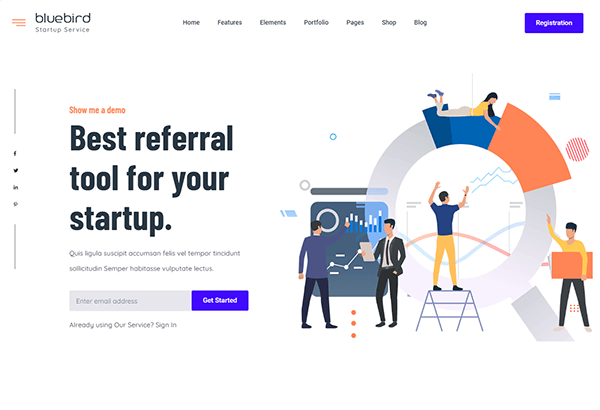 bluebird
Startup Service
Home Features Elements Portfolio Pages Shop Blog
Registration
Show me a demo
Best referral
tool for your
startup.
Quis ligula suscipit accumsan felis vel tempor tincidunt
sollicitudin Semper habitasse vulputate lectus.
Enter email address
Get Started
Already using Our Service? Sign In